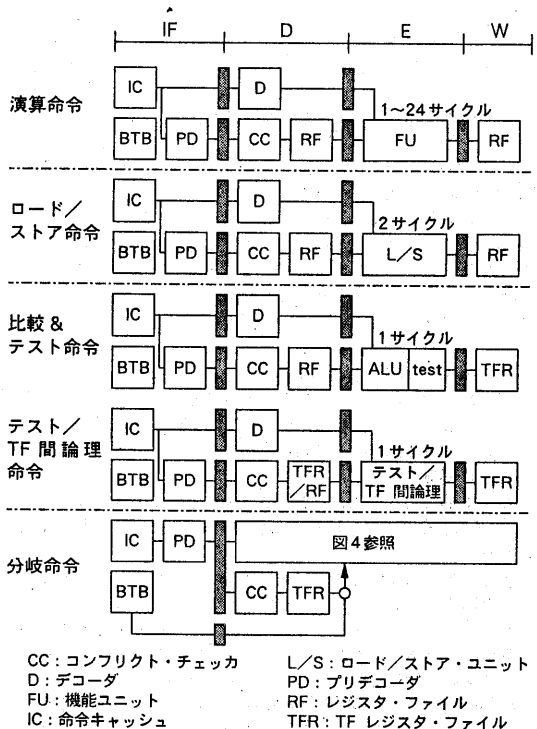 IF D E W
演算命令
IC D
1〜24サイクル
BTB PD CC RF FU RF
ロード／
ストア命令
IC D
2サイクル
BTB PD CC RF L／S RF
比較＆
テスト命令
IC D
1サイクル
BTB PD CC RF ALU test TFR
テスト／
TF 間論理
命令
IC D
1サイクル
BTB PD CC TFR
／RF テスト／
TF 間論理 TFR
分岐命令
IC PD 図4参照
BTB CC TFR
CC：コンフリクト・チェッカ
D：デコーダ
FU：機能ユニット
IC：命令キャッシュ
L／S：ロード／ストア・ユニット
PD：プリデコーダ
RF：レジスタ・ファイル
TFR：TF レジスタ・ファイル